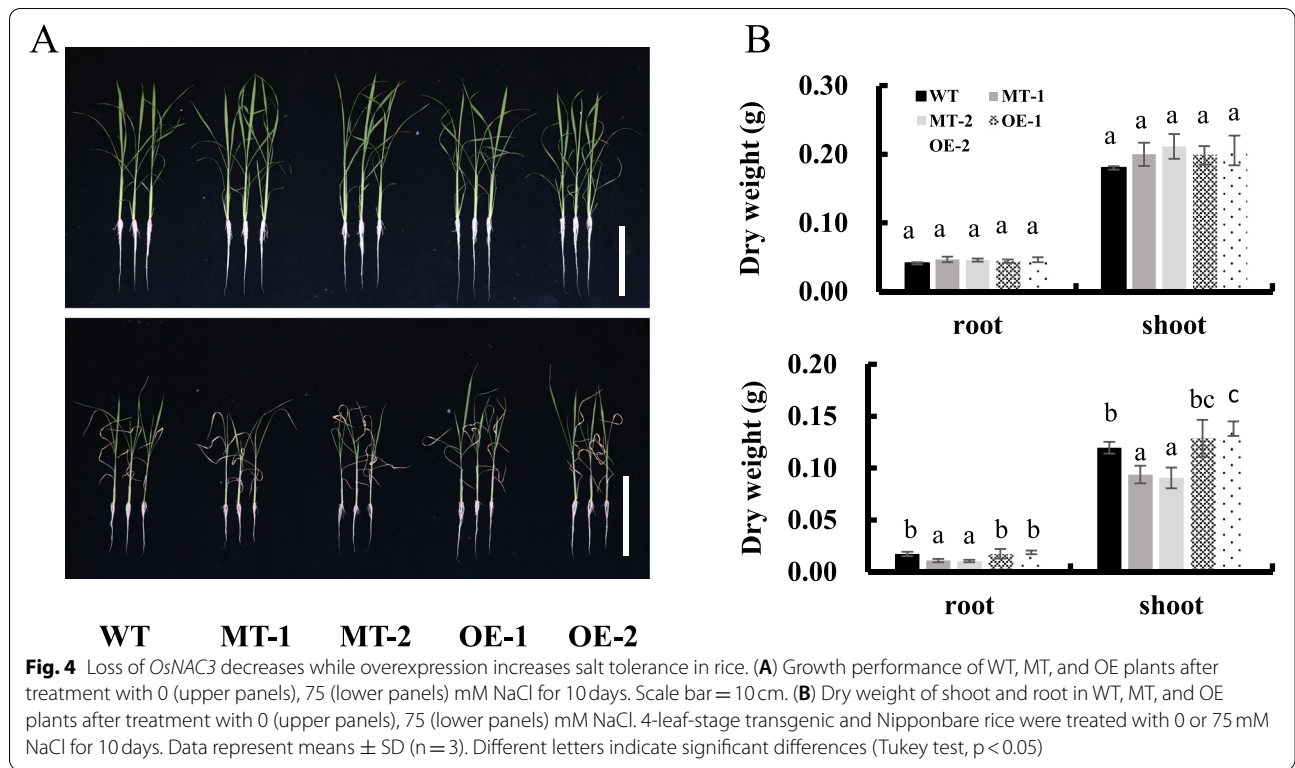 A
B
0.30
0.20
0.10
0.00
Dry weight (g)
WT MT-1
MT-2 OE-1
OE-2
a a a a a
a a a a a
root shoot
0.20
0.15
0.10
0.05
0.00
Dry weight (g)
b a a b b
b a a bc c
root shoot
WT MT-1 MT-2 OE-1 OE-2
Fig. 4 Loss of OsNAC3 decreases while overexpression increases salt tolerance in rice. (A) Growth performance of WT, MT, and OE plants after
treatment with 0 (upper panels), 75 (lower panels) mM NaCl for 10 days. Scale bar = 10 cm. (B) Dry weight of shoot and root in WT, MT, and OE
plants after treatment with 0 (upper panels), 75 (lower panels) mM NaCl. 4-leaf-stage transgenic and Nipponbare rice were treated with 0 or 75 mM
NaCl for 10 days. Data represent means ± SD (n = 3). Different letters indicate significant differences (Tukey test, p < 0.05)